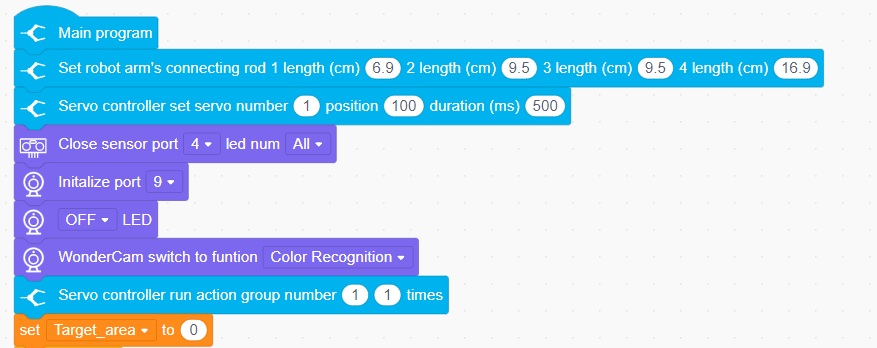 Main program
Set robot arm's connecting rod 1 length (cm) 6.9 2 length (cm) 9.5 3 length (cm) 9.5 4 length (cm) 16.9
Servo controller set servo number 1 position 100 duration (ms) 500
Close sensor port 4 led num All
Initalize port 9
OFF LED
WonderCam switch to funtion Color Recognition
Servo controller run action group number 1 1 times
set Target_area to 0